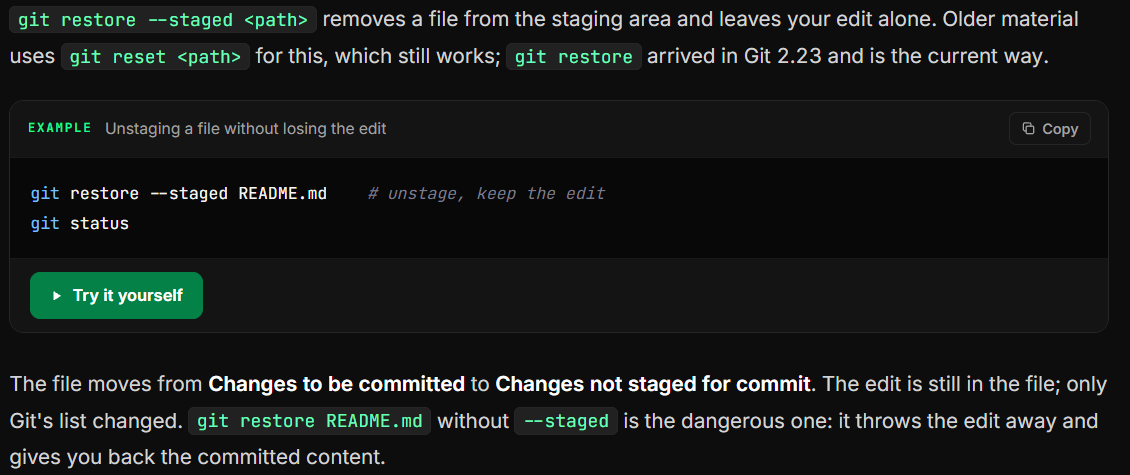 git restore --staged <path> removes a file from the staging area and leaves your edit alone. Older material
uses git reset <path> for this, which still works; git restore arrived in Git 2.23 and is the current way.
EXAMPLE Unstaging a file without losing the edit
Copy
git restore --staged README.md    # unstage, keep the edit
git status
Try it yourself
The file moves from Changes to be committed to Changes not staged for commit. The edit is still in the file; only
Git's list changed. git restore README.md without --staged is the dangerous one: it throws the edit away and
gives you back the committed content.